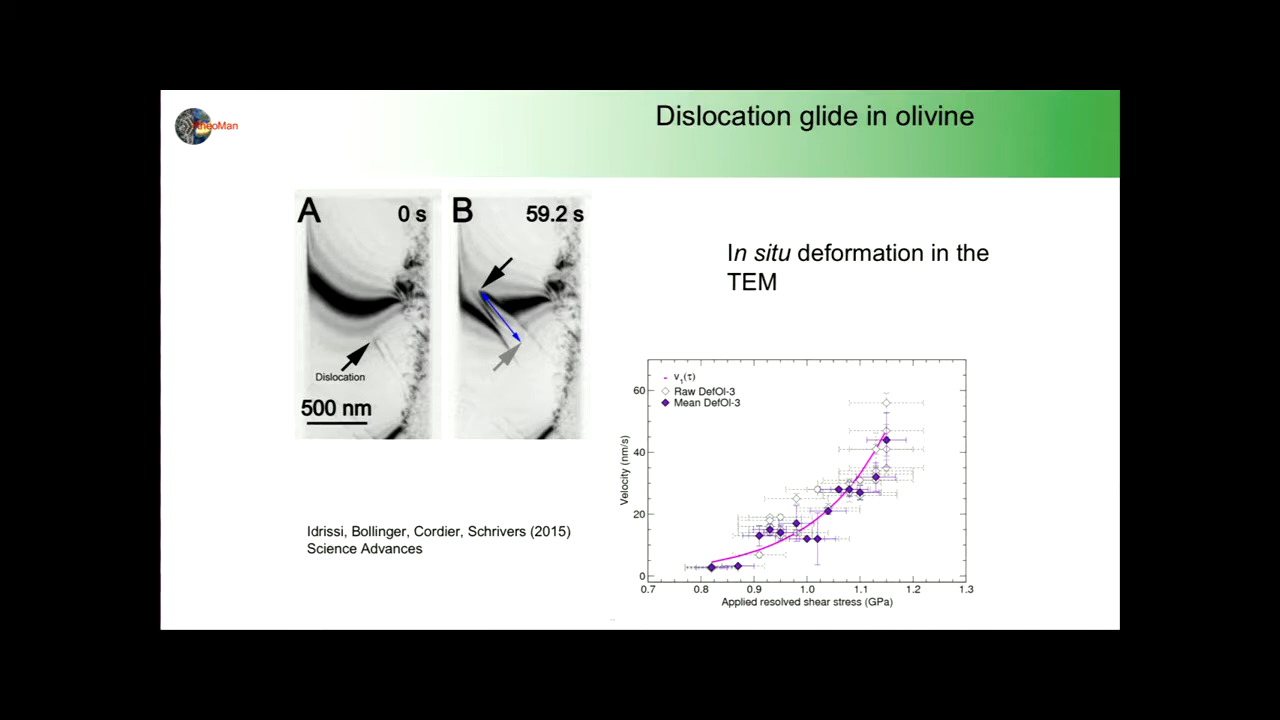 RheoMan
Dislocation glide in olivine
A
0 s
B
59.2 s
Dislocation
500 nm
In situ deformation in the
TEM
Idrissi, Bollinger, Cordier, Schrivers (2015)
Science Advances
v₁(τ)
Raw DefOl-3
Mean DefOl-3
Velocity (nm/s)
60
40
20
0
0.7 0.8 0.9 1.0 1.1 1.2 1.3
Applied resolved shear stress (GPa)